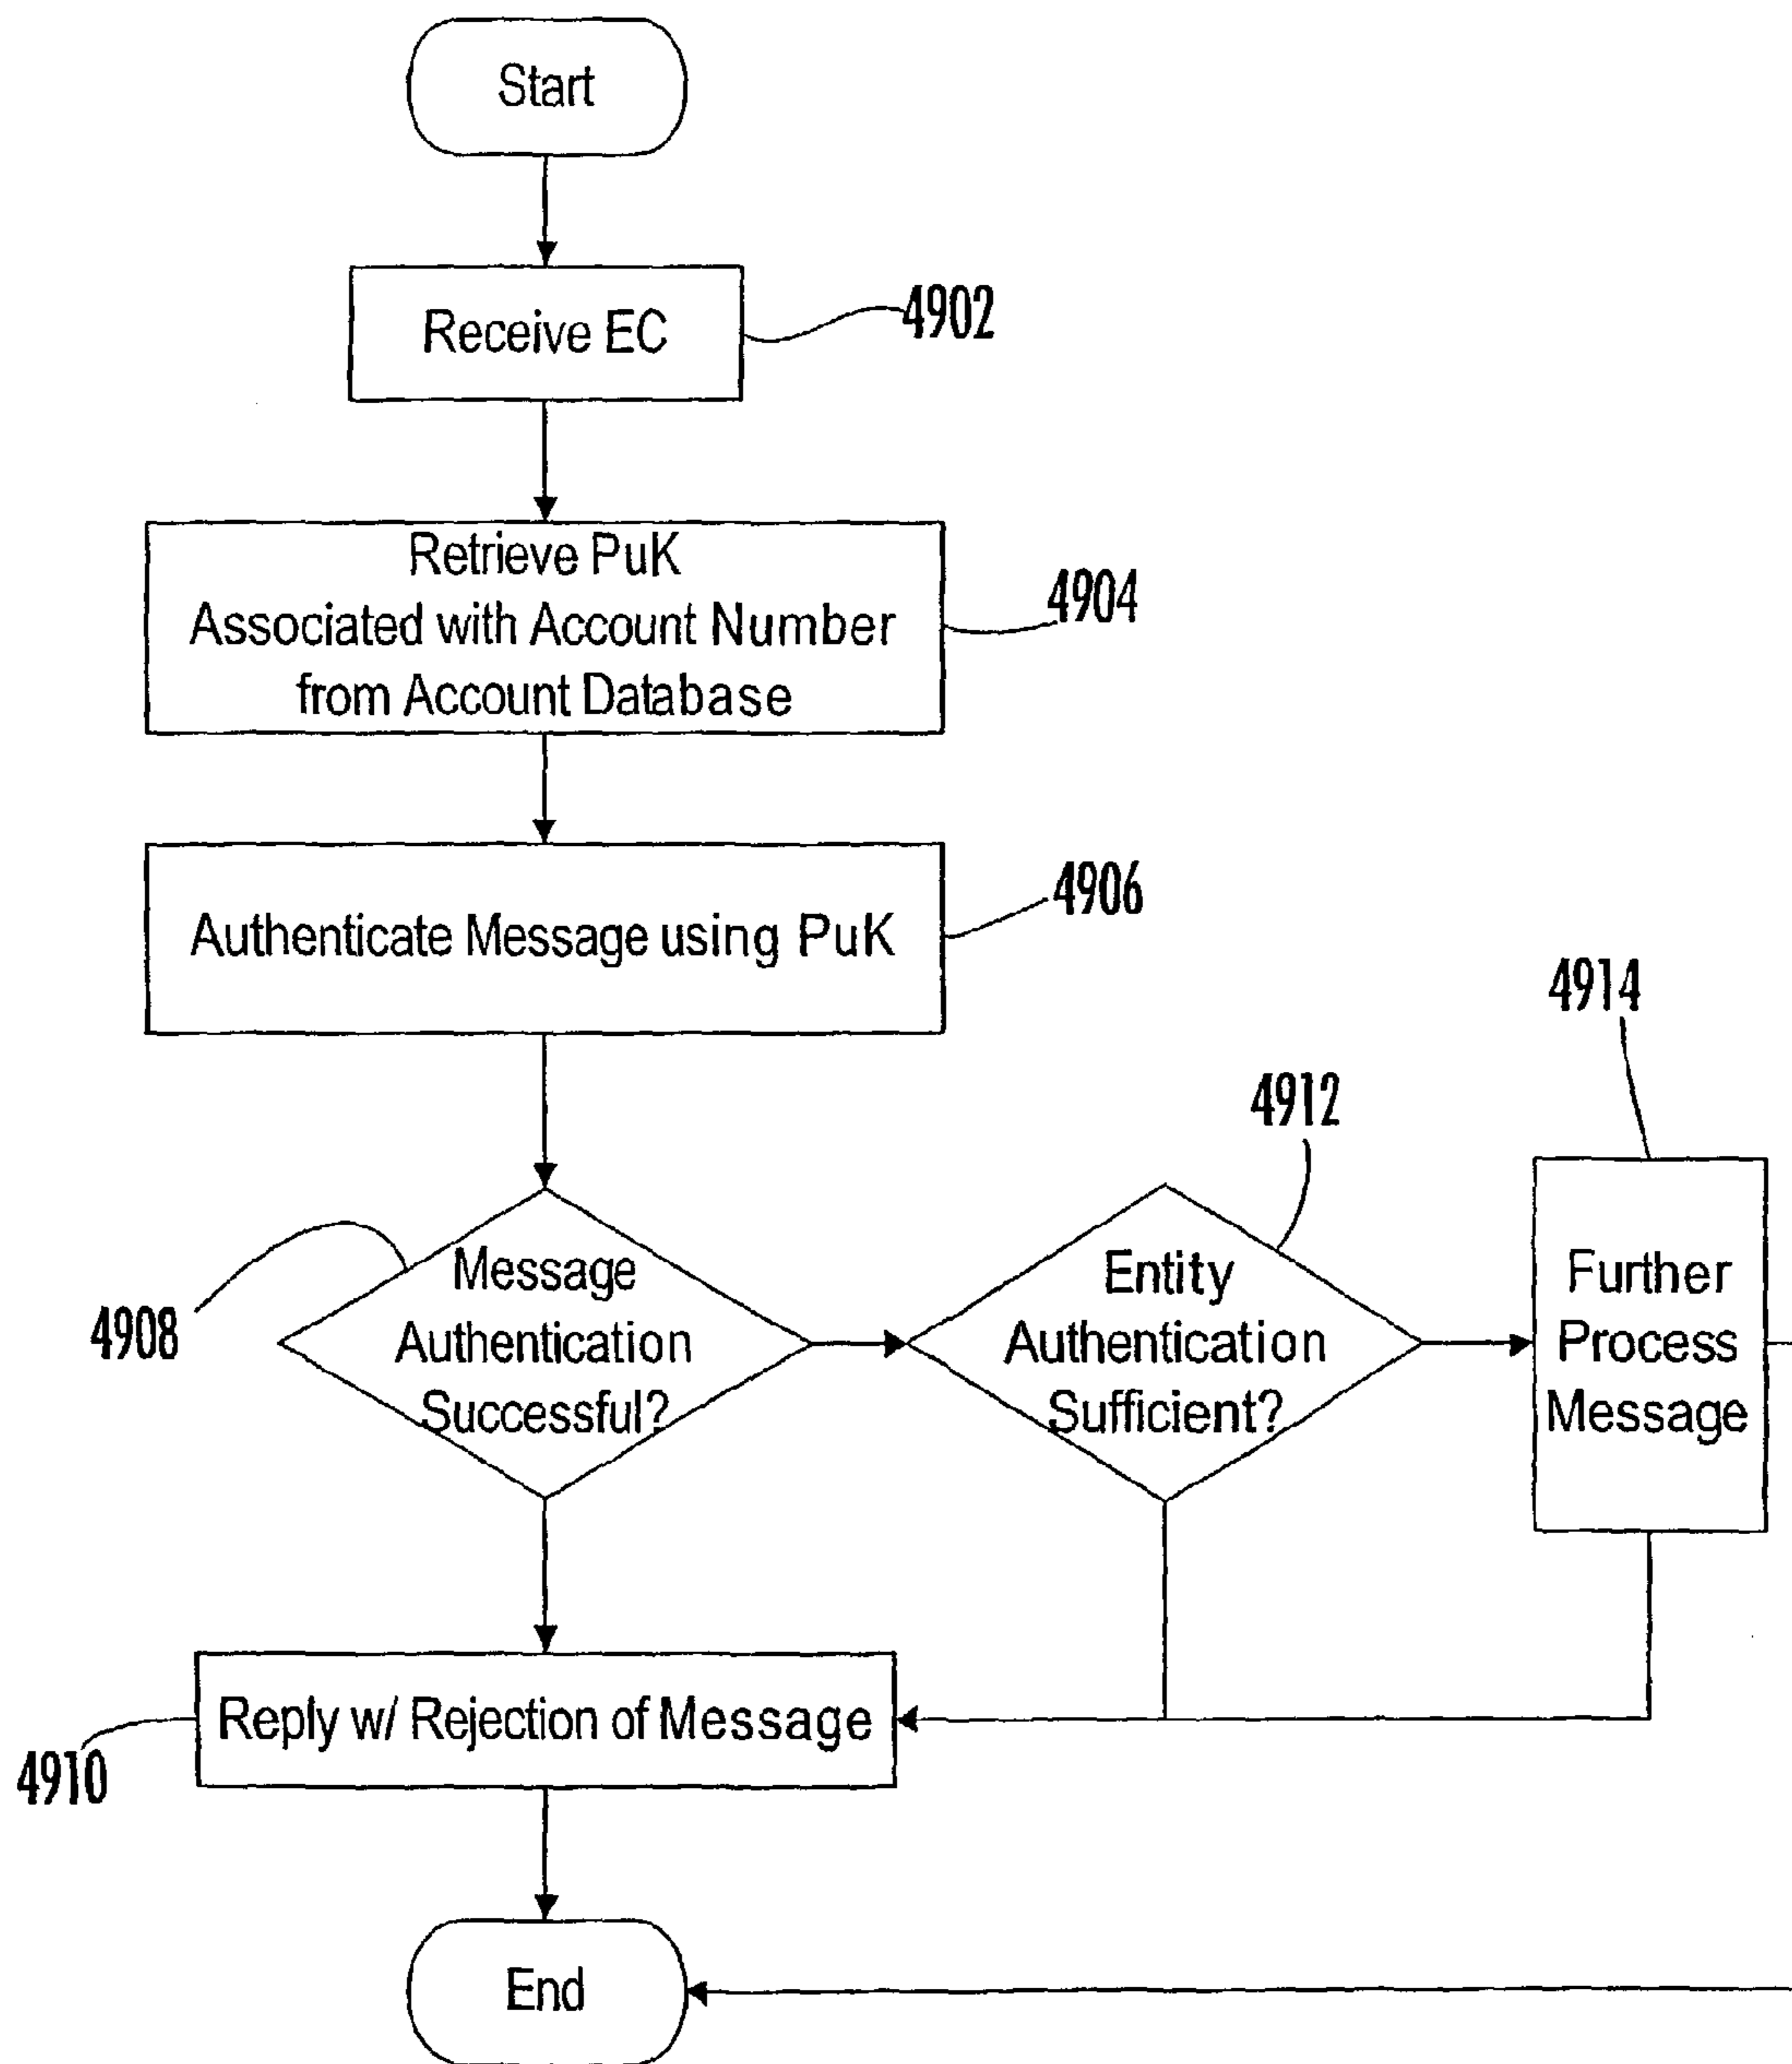 Start
Receive EC
4902
Retrieve PuK
Associated with Account Number
from Account Database
4904
Authenticate Message using PuK
4906
4914
4912
Message
Authentication
Successful?
4908
Entity
Authentication
Sufficient?
Further
Process
Message
Reply w/ Rejection of Message
4910
End